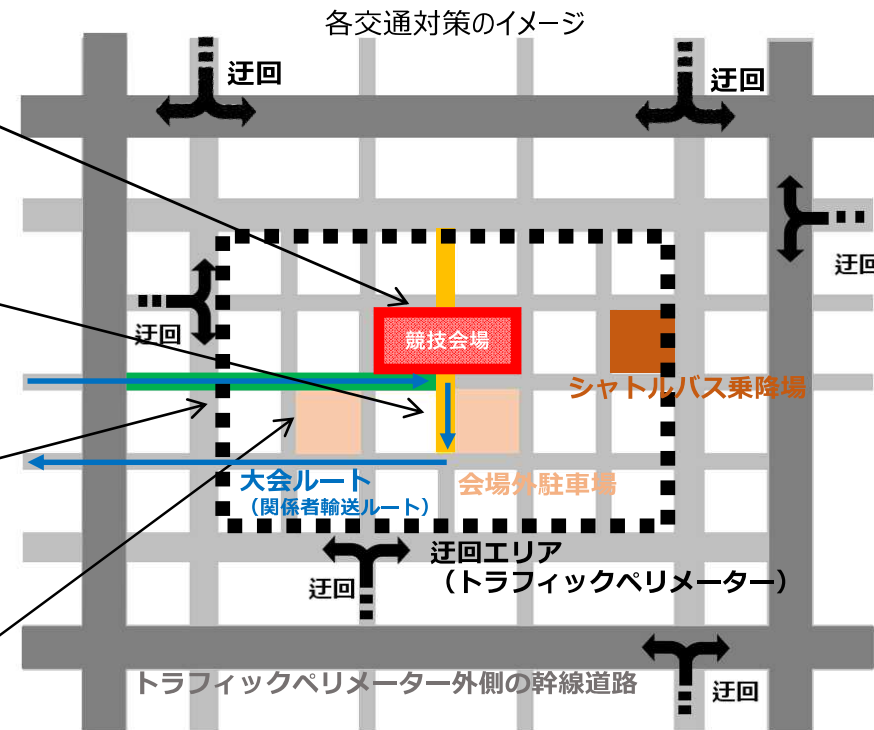 各交通対策のイメージ
迂回
迂回
迂回
迂回
競技会場
シャトルバス乗降場
大会ルート
（関係者輸送ルート）
会場外駐車場
迂回エリア
（トラフィックペリメーター）
迂回
トラフィックペリメーター外側の幹線道路
迂回